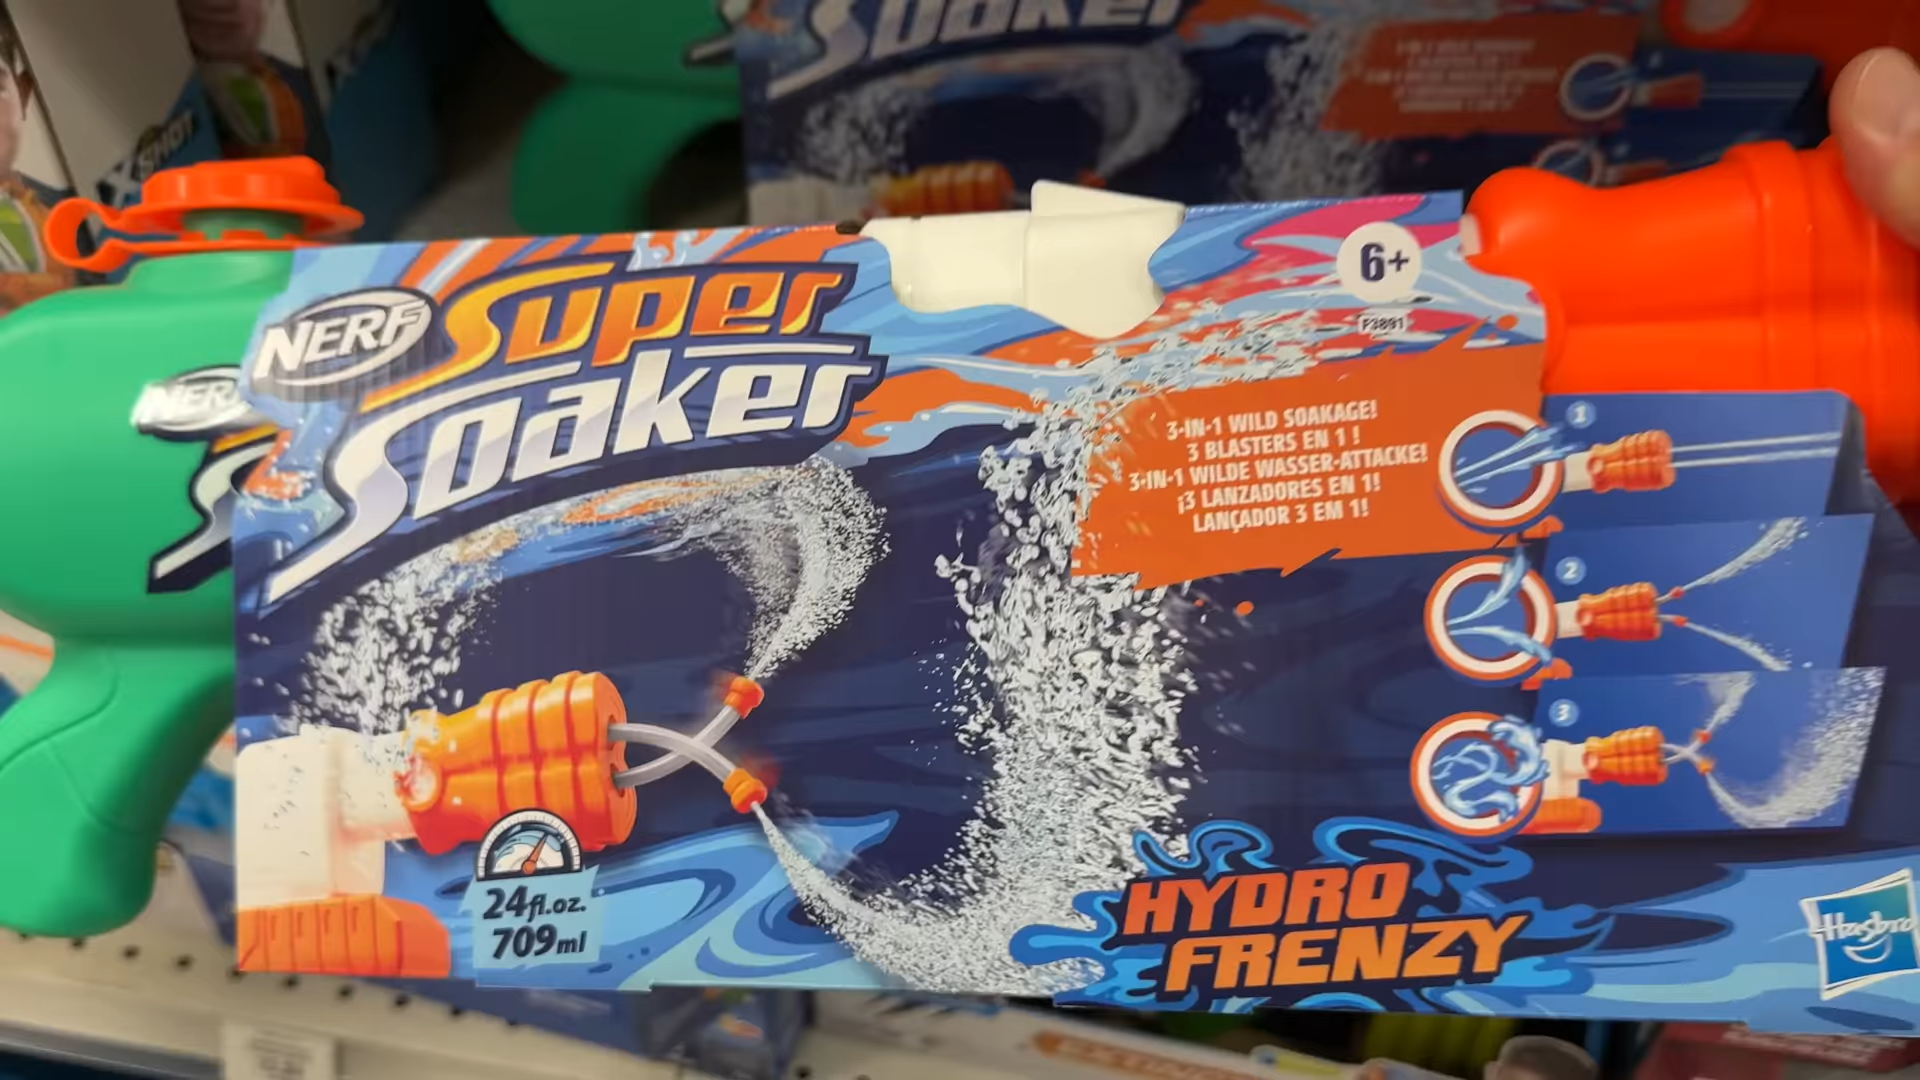 Soaker
X SHOT
NERF
SUPER
Soaker
6+
F3891
NERF
3-IN-1 WILD SOAKAGE!
3 BLASTERS EN 1 !
3-IN-1 WILDE WASSER-ATTACKE!
¡3 LANZADORES EN 1!
LANÇADOR 3 EM 1!
1
2
3
24fl.oz.
709ml
HYDRO
FRENZY
Hasbro